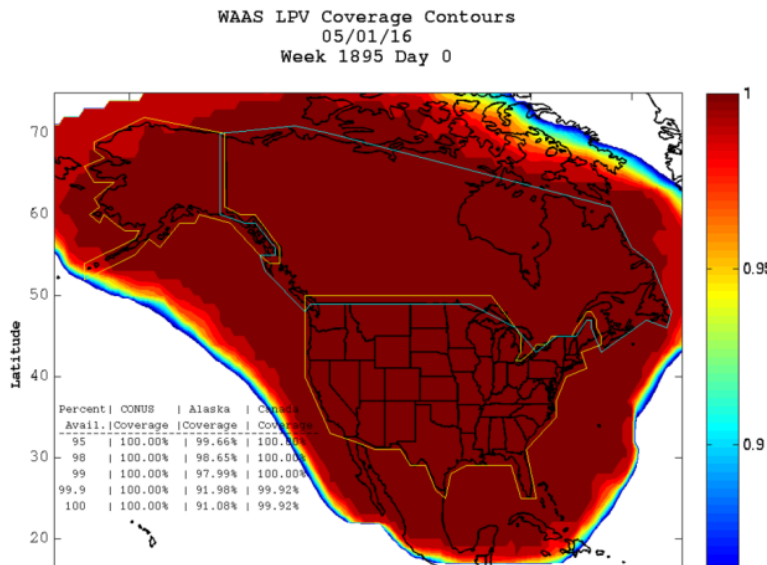 WAAS LPV Coverage Contours
05/01/16
Week 1895 Day 0
Latitude
70
60
50
40
30
20
Percent| CONUS | Alaska | Canada
Avail.|Coverage |Coverage | Coverage
95 | 100.00% | 99.66% | 100.00%
98 | 100.00% | 98.65% | 100.00%
99 | 100.00% | 97.99% | 100.00%
99.9 | 100.00% | 91.98% | 99.92%
100 | 100.00% | 91.08% | 99.92%
1
0.95
0.9